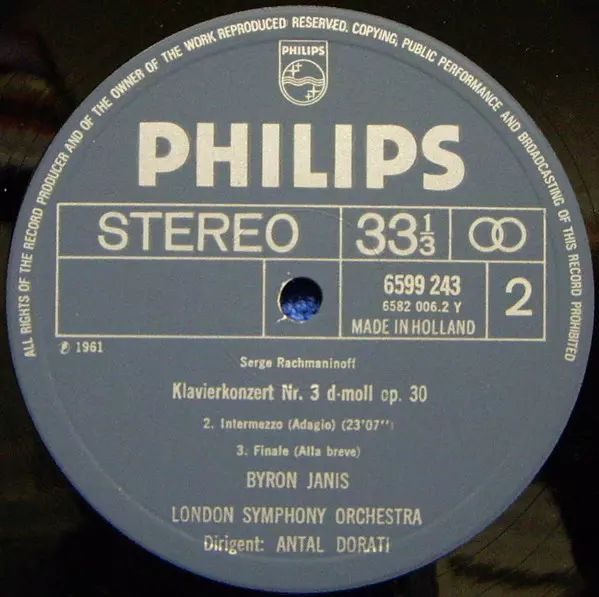 ALL RIGHTS OF THE RECORD PRODUCER AND OF THE OWNER OF THE WORK REPRODUCED RESERVED. COPYING, PUBLIC PERFORMANCE AND BROADCASTING OF THIS RECORD PROHIBITED
PHILIPS
PHILIPS
STEREO
33⅓
6599 243
6582 006.2 Y
MADE IN HOLLAND
2
℗ 1961
Serge Rachmaninoff
Klavierkonzert Nr. 3 d-moll op. 30
2. Intermezzo (Adagio) (23'07'')
3. Finale (Alla breve)
BYRON JANIS
LONDON SYMPHONY ORCHESTRA
Dirigent: ANTAL DORATI